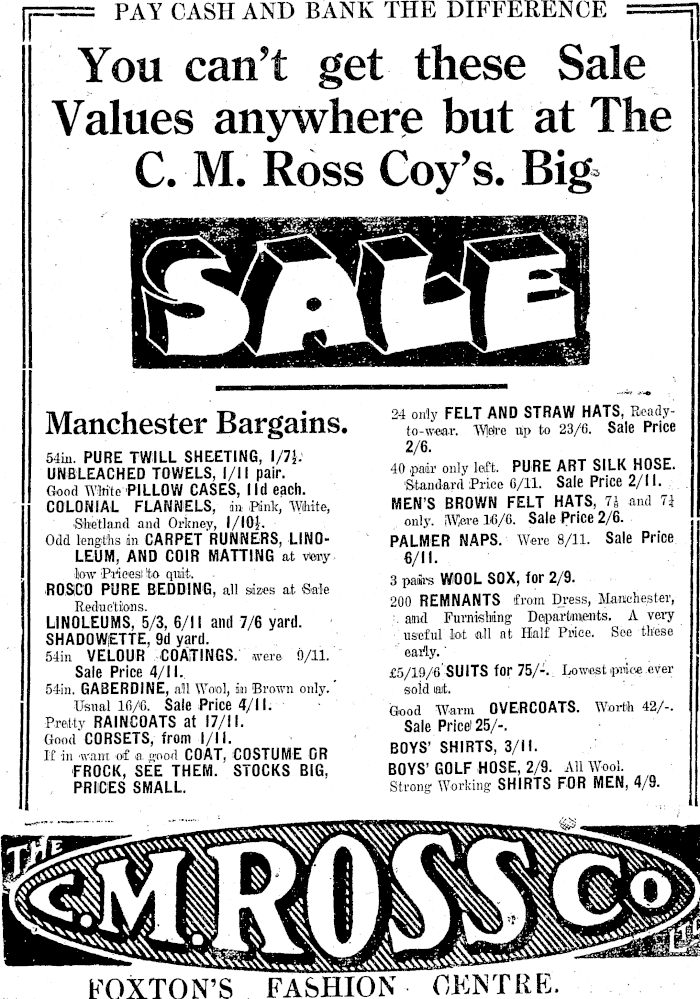 PAY CASH AND BANK THE DIFFERENCE
You can't get these Sale
Values anywhere but at The
C. M. Ross Coy's. Big
SALE
Manchester Bargains.
54in. PURE TWILL SHEETING, 1/7½.
UNBLEACHED TOWELS, 1/11 pair.
Good White PILLOW CASES, 11d each.
COLONIAL FLANNELS, in Pink, White,
Shetland and Orkney, 1/10½.
Odd lengths in CARPET RUNNERS, LINO-
LEUM, AND COIR MATTING at very
low Prices to quit.
ROSCO PURE BEDDING, all sizes at Sale
Reductions.
LINOLEUMS, 5/3, 6/11 and 7/6 yard.
SHADOWETTE, 9d yard.
54in VELOUR COATINGS. were 9/11.
Sale Price 4/11.
54in. GABERDINE, all Wool, in Brown only.
Usual 16/6. Sale Price 4/11.
Pretty RAINCOATS at 17/11.
Good CORSETS, from 1/11.
If in want of a good COAT, COSTUME OR
FROCK, SEE THEM. STOCKS BIG,
PRICES SMALL.
24 only FELT AND STRAW HATS, Ready-
to-wear. Were up to 23/6. Sale Price
2/6.
40 pair only left. PURE ART SILK HOSE.
Standard Price 6/11. Sale Price 2/11.
MEN'S BROWN FELT HATS, 7⅛ and 7¼
only. Were 16/6. Sale Price 2/6.
PALMER NAPS. Were 8/11. Sale Price
6/11.
3 pairs WOOL SOX, for 2/9.
200 REMNANTS from Dress, Manchester,
and Furnishing Departments. A very
useful lot all at Half Price. See these
early.
£5/19/6 SUITS for 75/-. Lowest price ever
sold at.
Good Warm OVERCOATS. Worth 42/-.
Sale Price 25/-.
BOYS' SHIRTS, 3/11.
BOYS' GOLF HOSE, 2/9. All Wool.
Strong Working SHIRTS FOR MEN, 4/9.
THE
C.M. ROSS Co
LTD
FOXTON'S FASHION CENTRE.